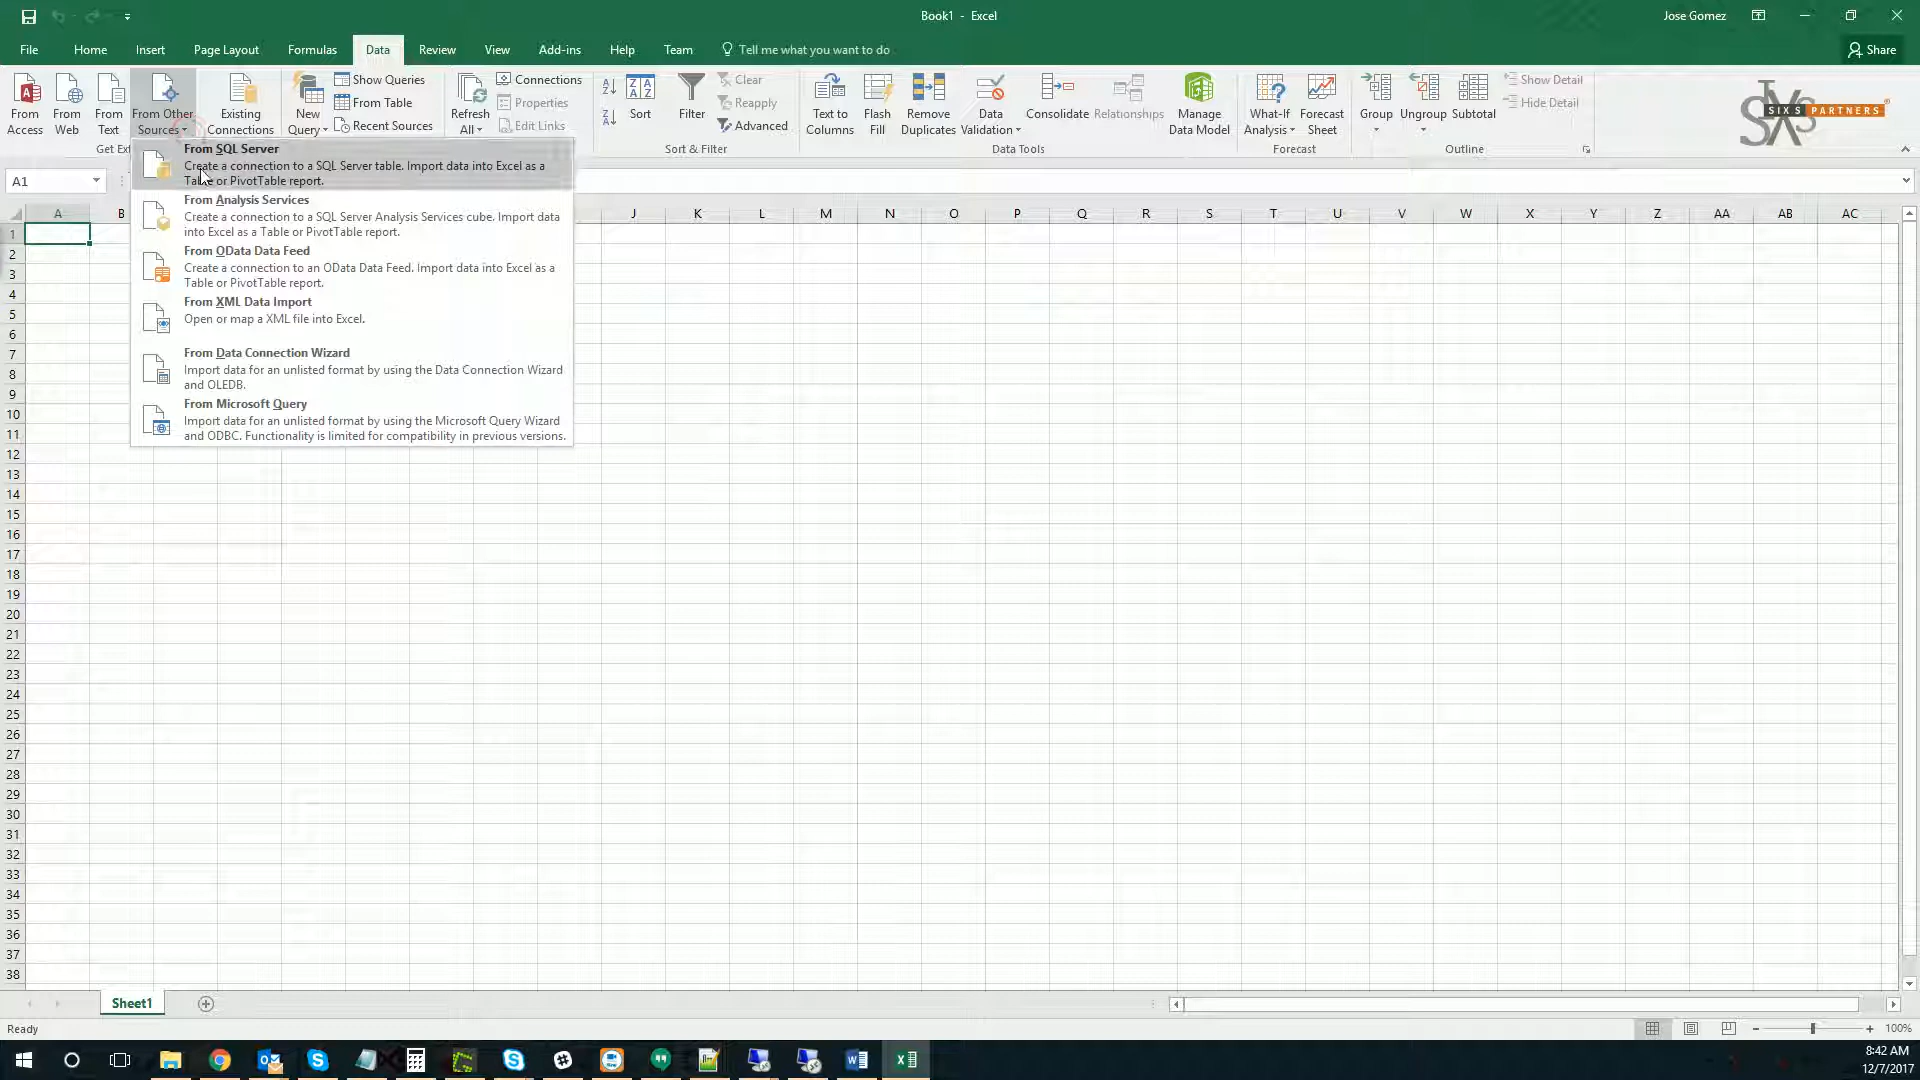 Book1 - Excel
Jose Gomez
File Home Insert Page Layout Formulas Data Review View Add-ins Help Team Tell me what you want to do Share
From Access
From Web
From Text
From Other Sources
Existing Connections
New Query
Show Queries
From Table
Recent Sources
Refresh All
Connections
Properties
Edit Links
Sort
Filter
Clear
Reapply
Advanced
Text to Columns
Flash Fill
Remove Duplicates
Data Validation
Consolidate
Relationships
Manage Data Model
What-If Analysis
Forecast Sheet
Group
Ungroup
Subtotal
Show Detail
Hide Detail
SIXS PARTNERS
Get Ext
Sort & Filter
Data Tools
Forecast
Outline
A1
From SQL Server
Create a connection to a SQL Server table. Import data into Excel as a
Table or PivotTable report.
From Analysis Services
Create a connection to a SQL Server Analysis Services cube. Import data
into Excel as a Table or PivotTable report.
From OData Data Feed
Create a connection to an OData Data Feed. Import data into Excel as a
Table or PivotTable report.
From XML Data Import
Open or map a XML file into Excel.
From Data Connection Wizard
Import data for an unlisted format by using the Data Connection Wizard
and OLEDB.
From Microsoft Query
Import data for an unlisted format by using the Microsoft Query Wizard
and ODBC. Functionality is limited for compatibility in previous versions.
A B J K L M N O P Q R S T U V W X Y Z AA AB AC
1
2
3
4
5
6
7
8
9
10
11
12
13
14
15
16
17
18
19
20
21
22
23
24
25
26
27
28
29
30
31
32
33
34
35
36
37
38
Sheet1
Ready
100%
8:42 AM
12/7/2017